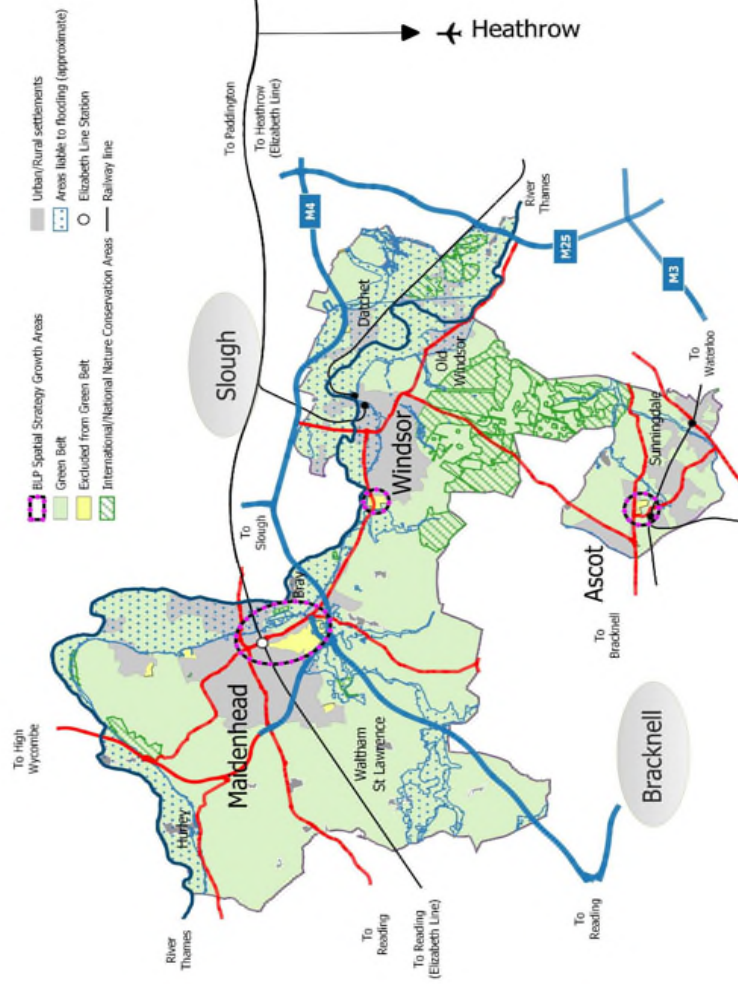 BLP Spatial Strategy Growth Areas
Green Belt
Excluded from Green Belt
International/National Nature Conservation Areas
Urban/Rural settlements
Areas liable to flooding (approximate)
Elizabeth Line Station
Railway line
To High
Wycombe
River
Thames
Hurley
Maidenhead
To
Slough
Slough
To Paddington
To Heathrow
(Elizabeth Line)
Heathrow
M4
Bray
Datchet
Windsor
Old
Windsor
River
Thames
M25
M3
Waltham
St Lawrence
To
Reading
To Reading
(Elizabeth Line)
To
Reading
Bracknell
To
Bracknell
Ascot
Sunningdale
To
Waterloo